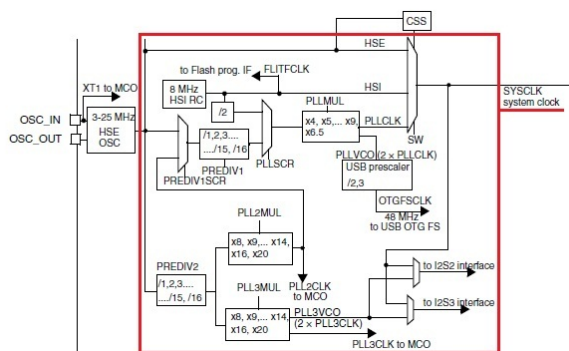 CSS
HSE
to Flash prog. IF
FLITFCLK
XT1 to MCO
8 MHz
HSI RC
HSI
/2
SYSCLK
system clock
OSC_IN
OSC_OUT
3-25 MHz
HSE
OSC
PLLMUL
x4, x5,... x9,
x6.5
PLLCLK
SW
/1,2,3....
..../15, /16
PREDIV1
PLLSCR
PREDIV1SCR
PLLVCO (2 × PLLCLK)
USB prescaler
/2,3
OTGFSCLK
48 MHz
to USB OTG FS
PLL2MUL
x8, x9,... x14,
x16, x20
PLL2CLK
to MCO
PREDIV2
/1,2,3....
..../15, /16
PLL3MUL
x8, x9,... x14,
x16, x20
PLL3VCO
(2 × PLL3CLK)
to I2S2 interface
to I2S3 interface
PLL3CLK to MCO